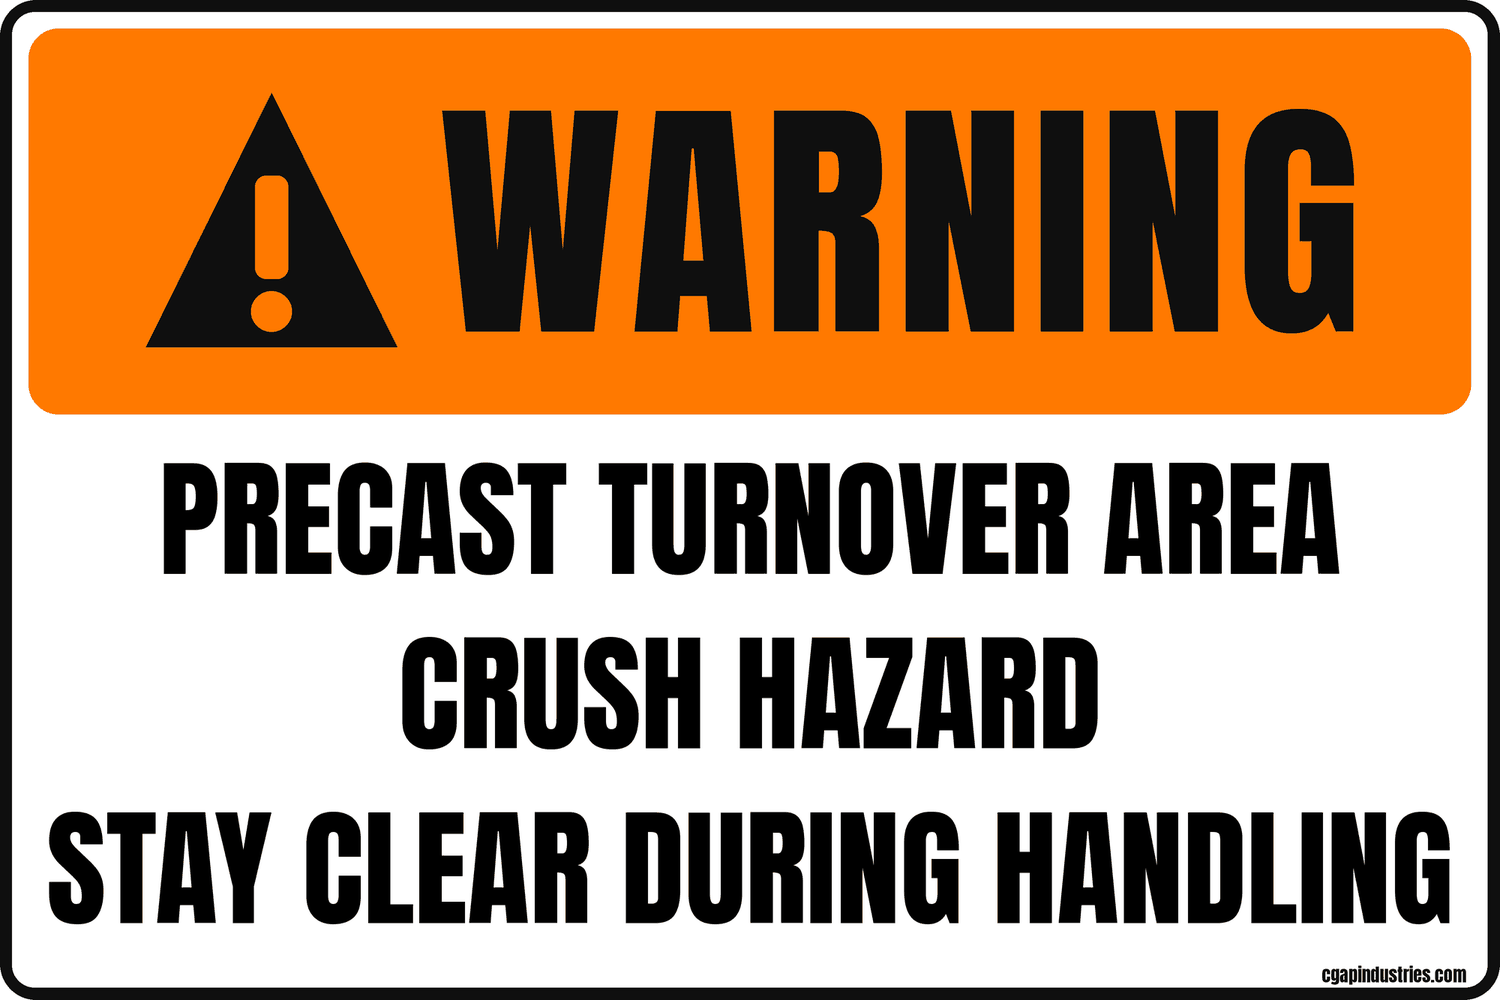 WARNING
PRECAST TURNOVER AREA
CRUSH HAZARD
STAY CLEAR DURING HANDLING
cgapindustries.com